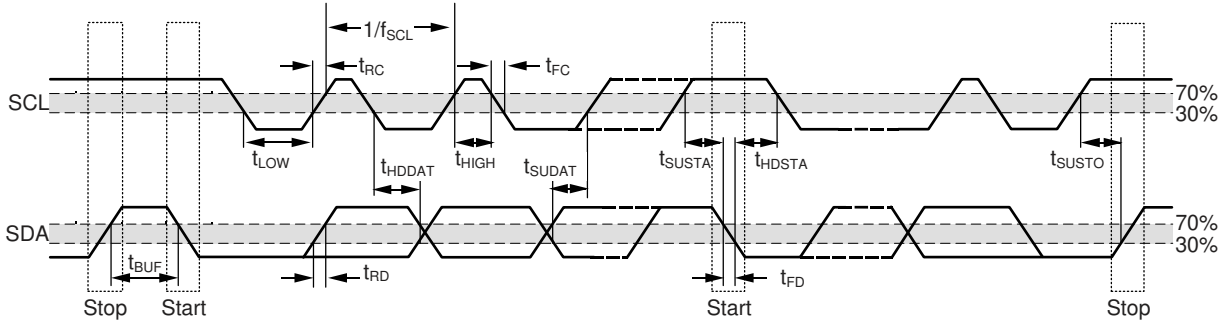 1/fSCL
tRC
tFC
SCL
70%
30%
tLOW
tHDDAT
tHIGH
tSUDAT
tSUSTA
tHDSTA
tSUSTO
SDA
70%
30%
tBUF
tRD
tFD
Stop
Start
Start
Stop